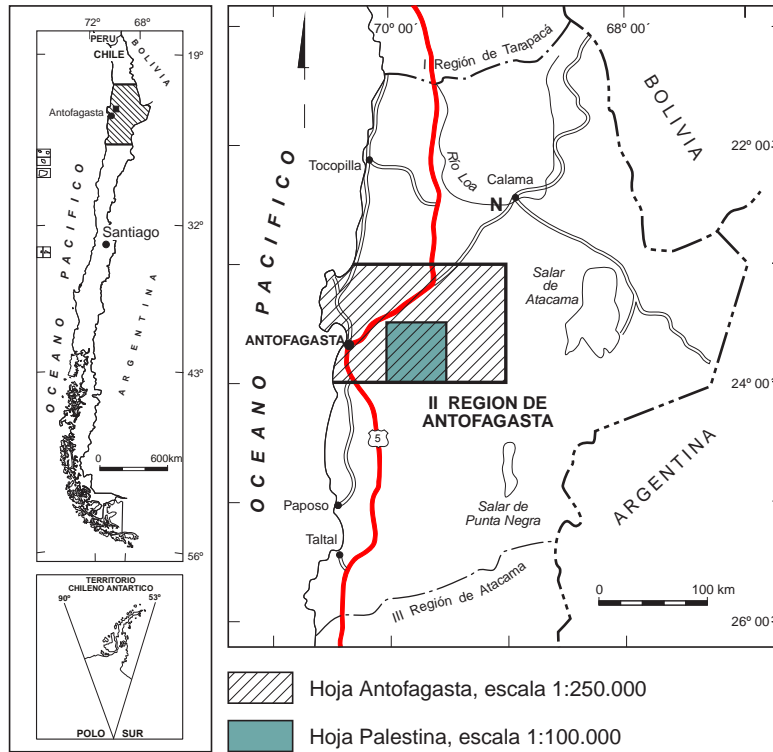 72° 68°
PERU
CHILE
BOLIVIA
19°
Antofagasta
OCEANO PACIFICO
32°
Santiago
ARGENTINA
43°
0 600km
56°
TERRITORIO
CHILENO ANTARTICO
90° 53°
POLO SUR
70° 00´ 68° 00´
I Región de Tarapacá
BOLIVIA
22° 00´
Río Loa
Tocopilla
Calama
N
OCEANO PACIFICO
Salar
de
Atacama
ANTOFAGASTA
24° 00´
II REGION DE
ANTOFAGASTA
5
ARGENTINA
Paposo
Salar de
Punta Negra
Taltal
III Región de Atacama
0 100 km
26° 00´
Hoja Antofagasta, escala 1:250.000
Hoja Palestina, escala 1:100.000